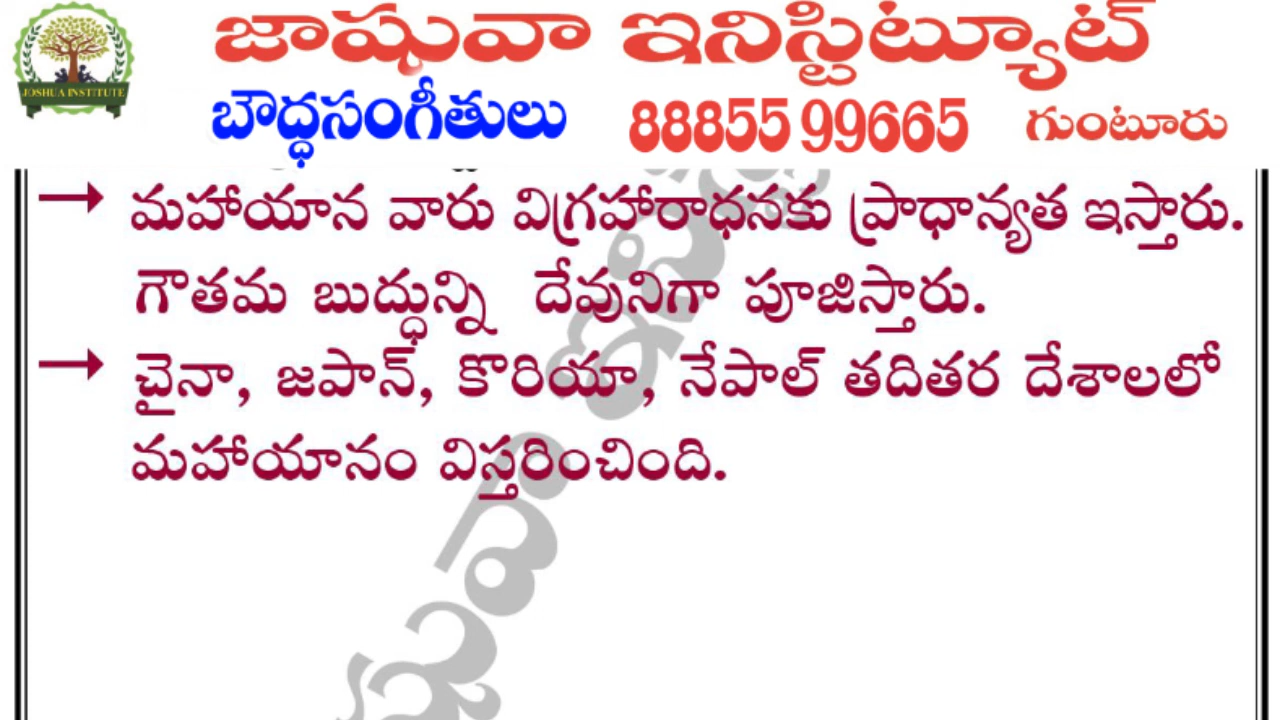 జాషువా ఇనిస్టిట్యూట్
JOSHUA INSTITUTE
బౌద్ధసంగీతులు 88855 99665 గుంటూరు
→ మహాయాన వారు విగ్రహారాధనకు ప్రాధాన్యత ఇస్తారు.
గౌతమ బుద్ధున్ని దేవునిగా పూజిస్తారు.
→ చైనా, జపాన్, కొరియా, నేపాల్ తదితర దేశాలలో
మహాయానం విస్తరించింది.